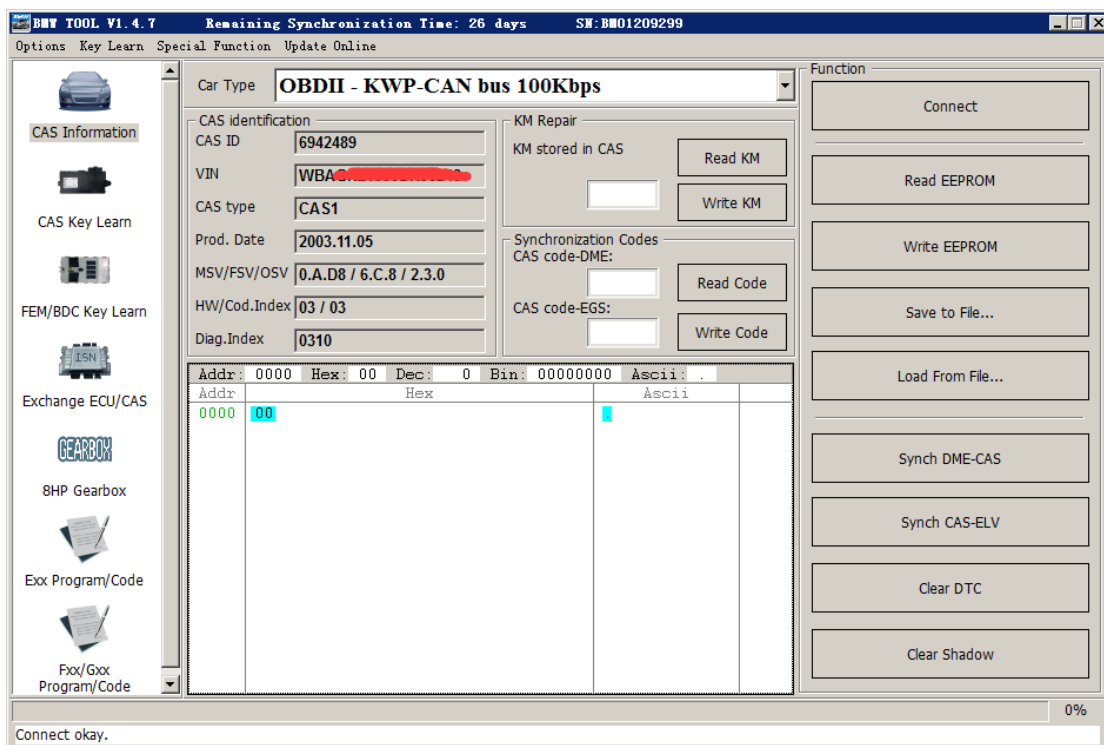 BMW TOOL V1.4.7 Remaining Synchronization Time: 26 days SN:BM01209299
Options Key Learn Special Function Update Online
CAS Information
CAS Key Learn
FEM/BDC Key Learn
ISN
Exchange ECU/CAS
GEARBOX
8HP Gearbox
Exx Program/Code
Fxx/Gxx
Program/Code
Car Type OBDII - KWP-CAN bus 100Kbps
CAS identification
CAS ID 6942489
VIN WBA
CAS type CAS1
Prod. Date 2003.11.05
MSV/FSV/OSV 0.A.D8 / 6.C.8 / 2.3.0
HW/Cod.Index 03 / 03
Diag.Index 0310
KM Repair
KM stored in CAS
Read KM
Write KM
Synchronization Codes
CAS code-DME:
Read Code
CAS code-EGS:
Write Code
Addr: 0000 Hex: 00 Dec: 0 Bin: 00000000 Ascii: .
Addr Hex Ascii
0000 00 .
Function
Connect
Read EEPROM
Write EEPROM
Save to File...
Load From File...
Synch DME-CAS
Synch CAS-ELV
Clear DTC
Clear Shadow
0%
Connect okay.